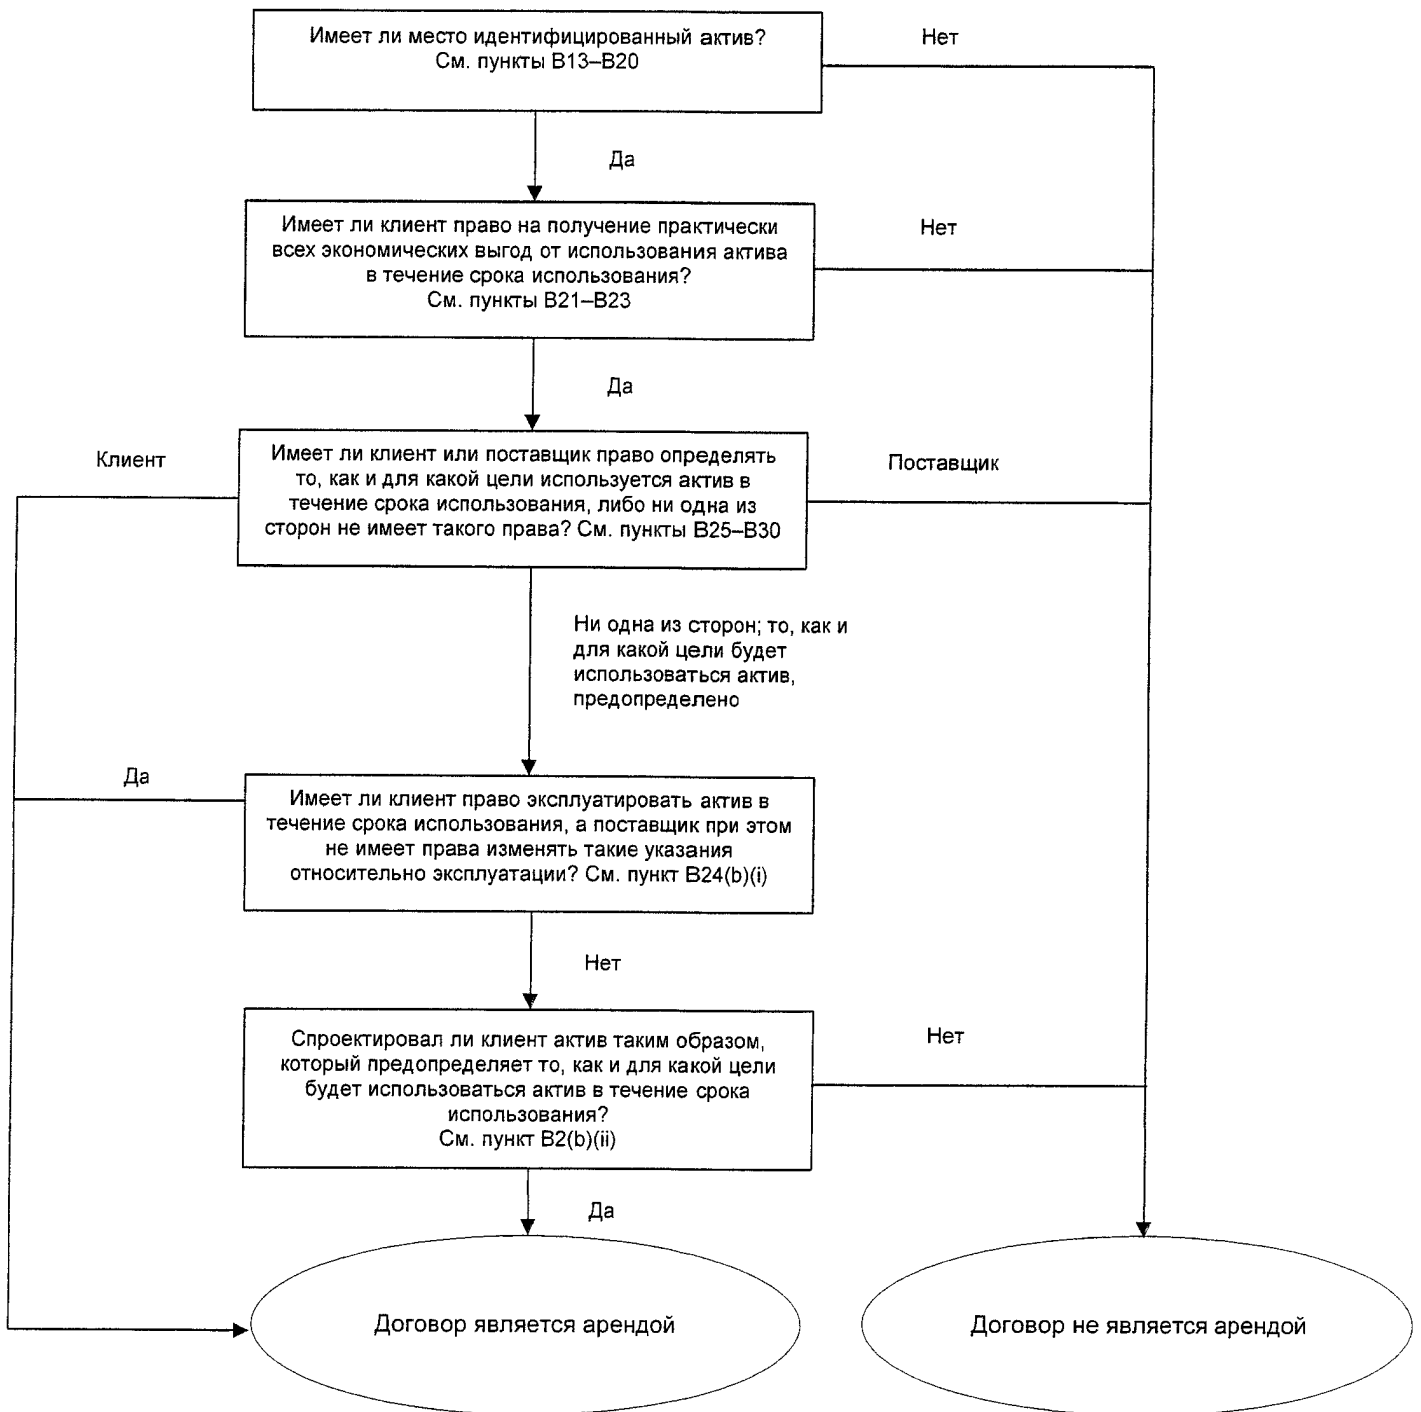 Имеет ли место идентифицированный актив?
См. пункты B13–B20
Нет
Да
Имеет ли клиент право на получение практически
всех экономических выгод от использования актива
в течение срока использования?
См. пункты B21–B23
Нет
Да
Клиент
Имеет ли клиент или поставщик право определять
то, как и для какой цели используется актив в
течение срока использования, либо ни одна из
сторон не имеет такого права? См. пункты B25–B30
Поставщик
Ни одна из сторон; то, как и
для какой цели будет
использоваться актив,
предопределено
Да
Имеет ли клиент право эксплуатировать актив в
течение срока использования, а поставщик при этом
не имеет права изменять такие указания
относительно эксплуатации? См. пункт B24(b)(i)
Нет
Спроектировал ли клиент актив таким образом,
который предопределяет то, как и для какой цели
будет использоваться актив в течение срока
использования?
См. пункт B2(b)(ii)
Нет
Да
Договор является арендой
Договор не является арендой